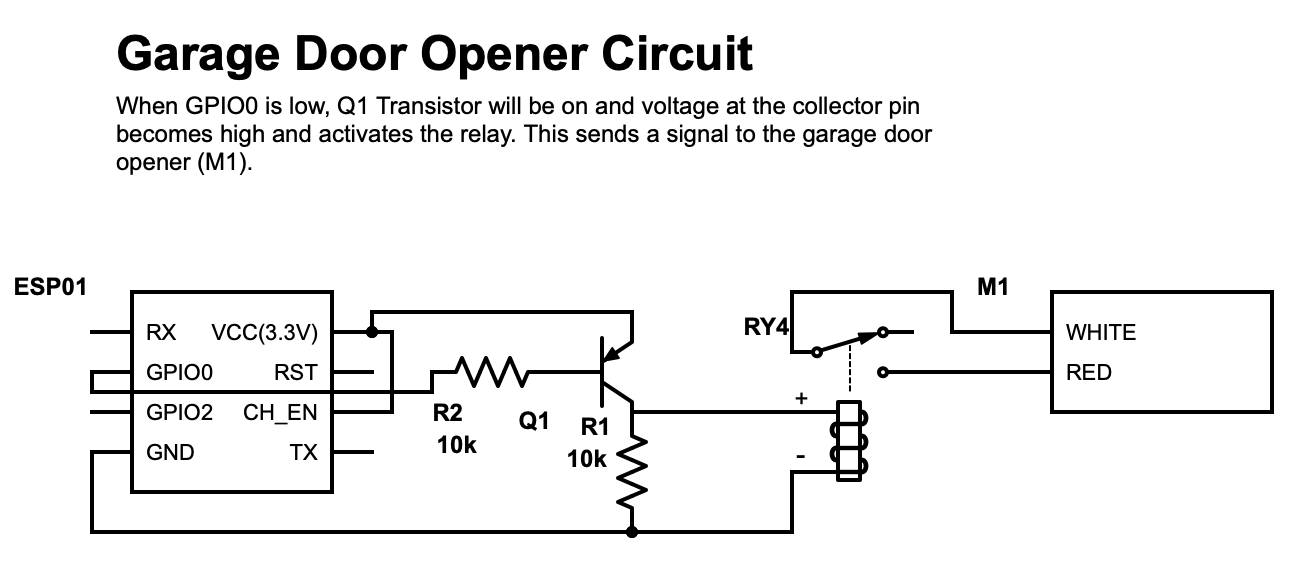 Garage Door Opener Circuit
When GPIO0 is low, Q1 Transistor will be on and voltage at the collector pin
becomes high and activates the relay. This sends a signal to the garage door
opener (M1).
ESP01
M1
RX VCC(3.3V)
RY4
WHITE
GPIO0 RST
RED
GPIO2 CH_EN
R2
10k
Q1
R1
10k
+
-
GND TX